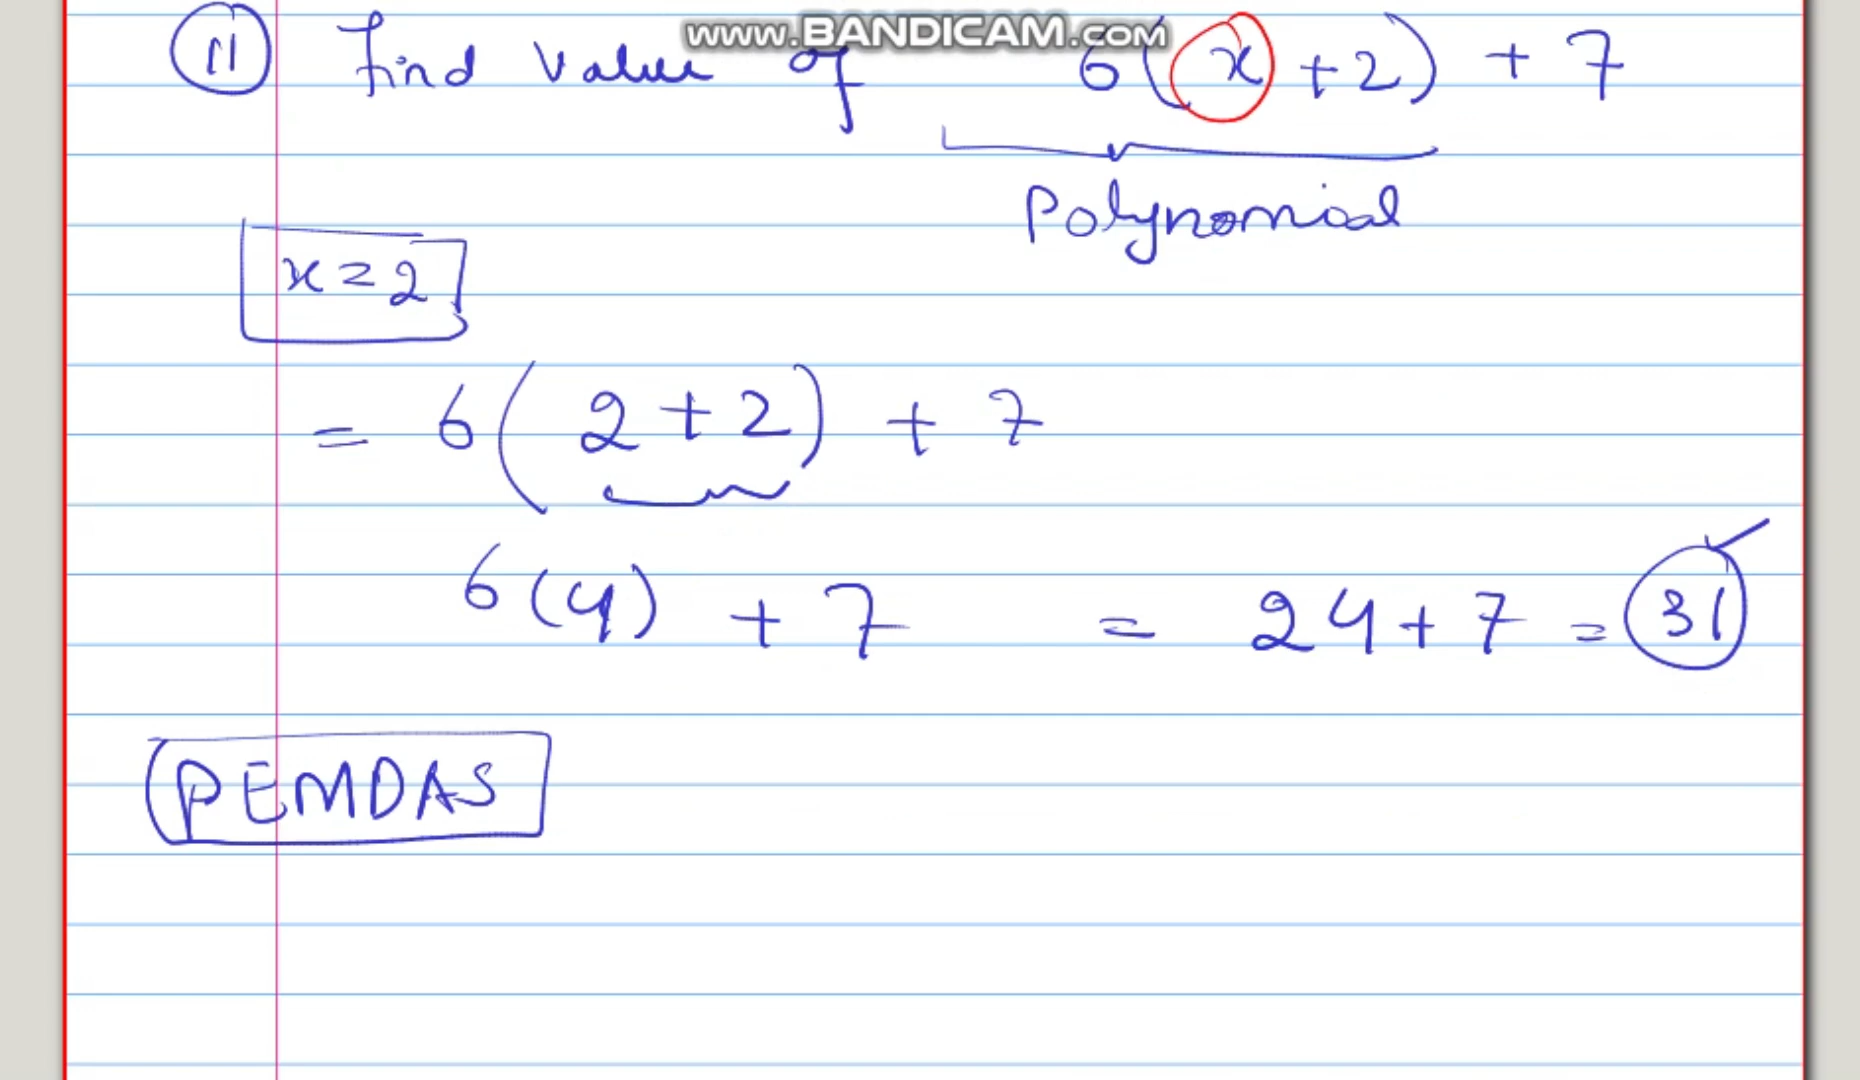 www.BANDICAM.com
11 Find Value of 6(x+2) + 7
Polynomial
x=2
= 6(2+2) + 7
6(4) + 7 = 24+7 = 31
PEMDAS